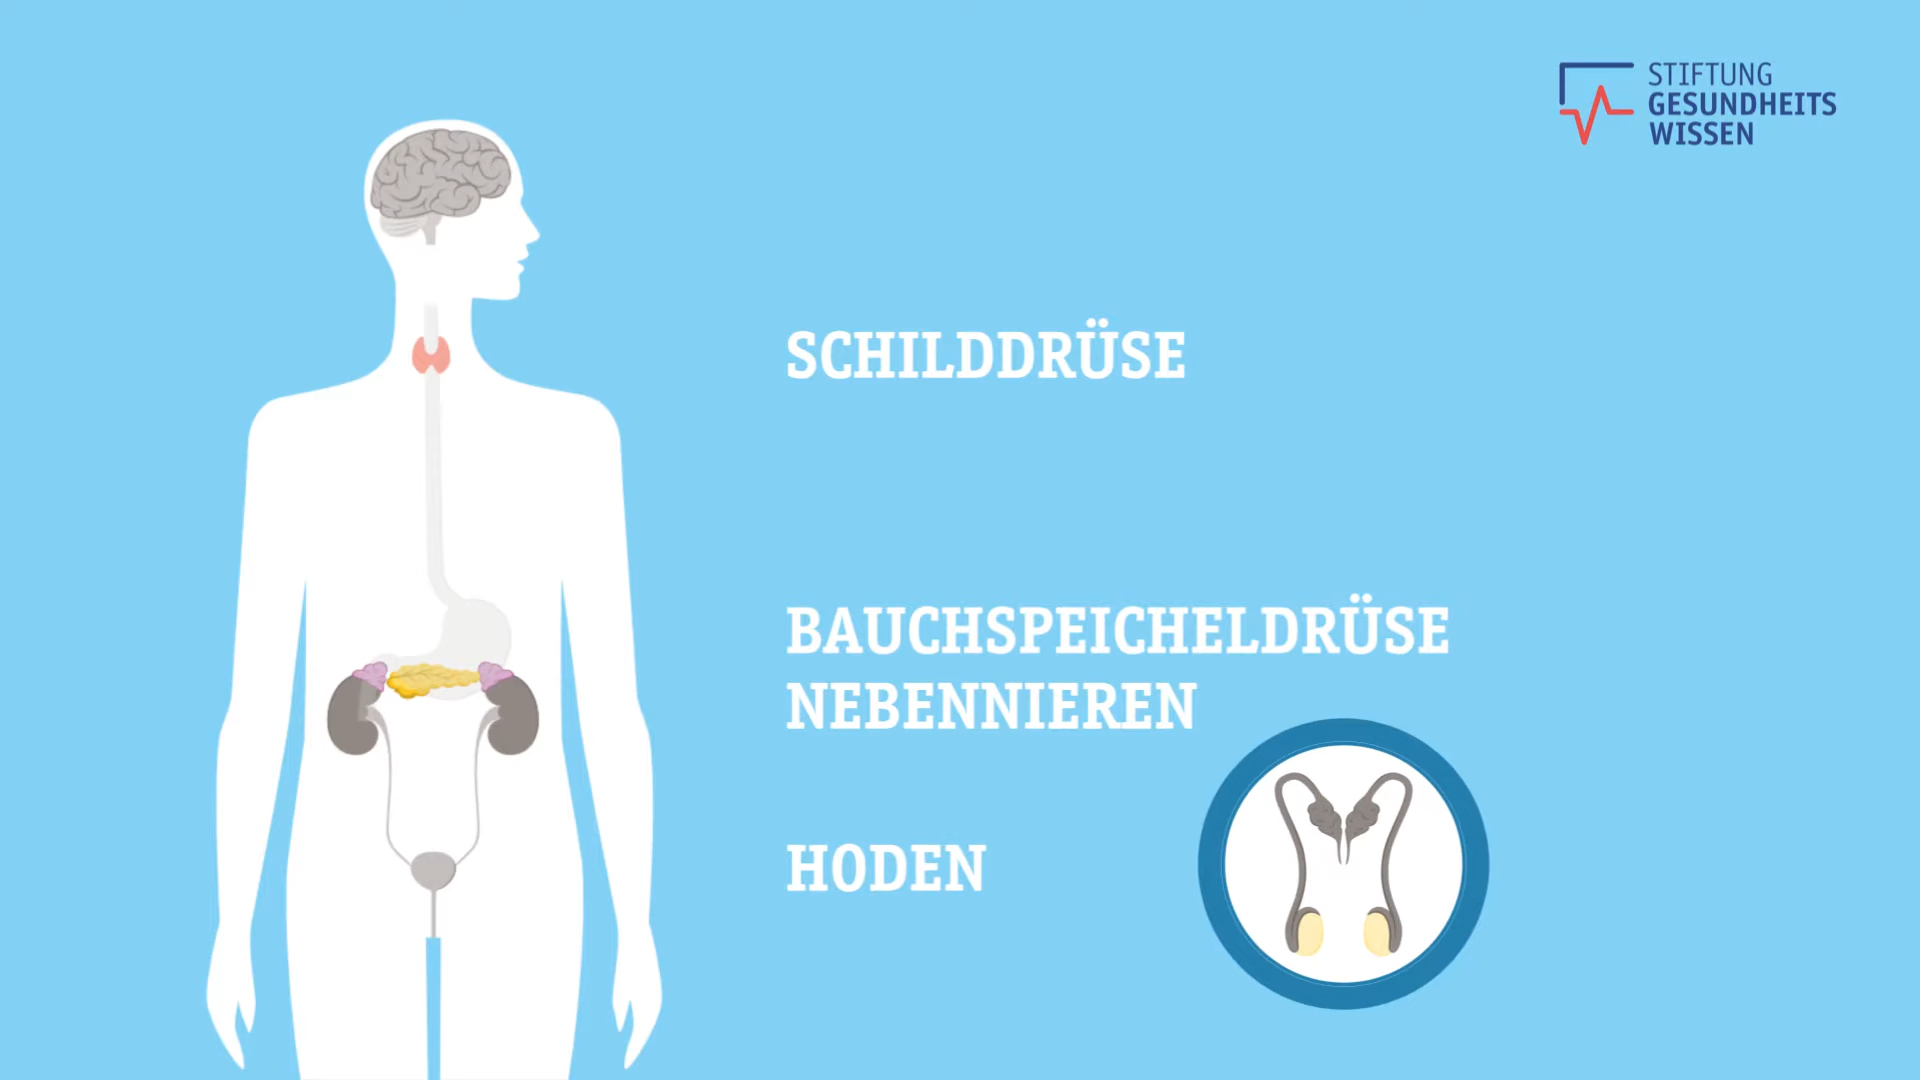 STIFTUNG
GESUNDHEITS
WISSEN
SCHILDDRÜSE
BAUCHSPEICHELDRÜSE
NEBENNIEREN
HODEN